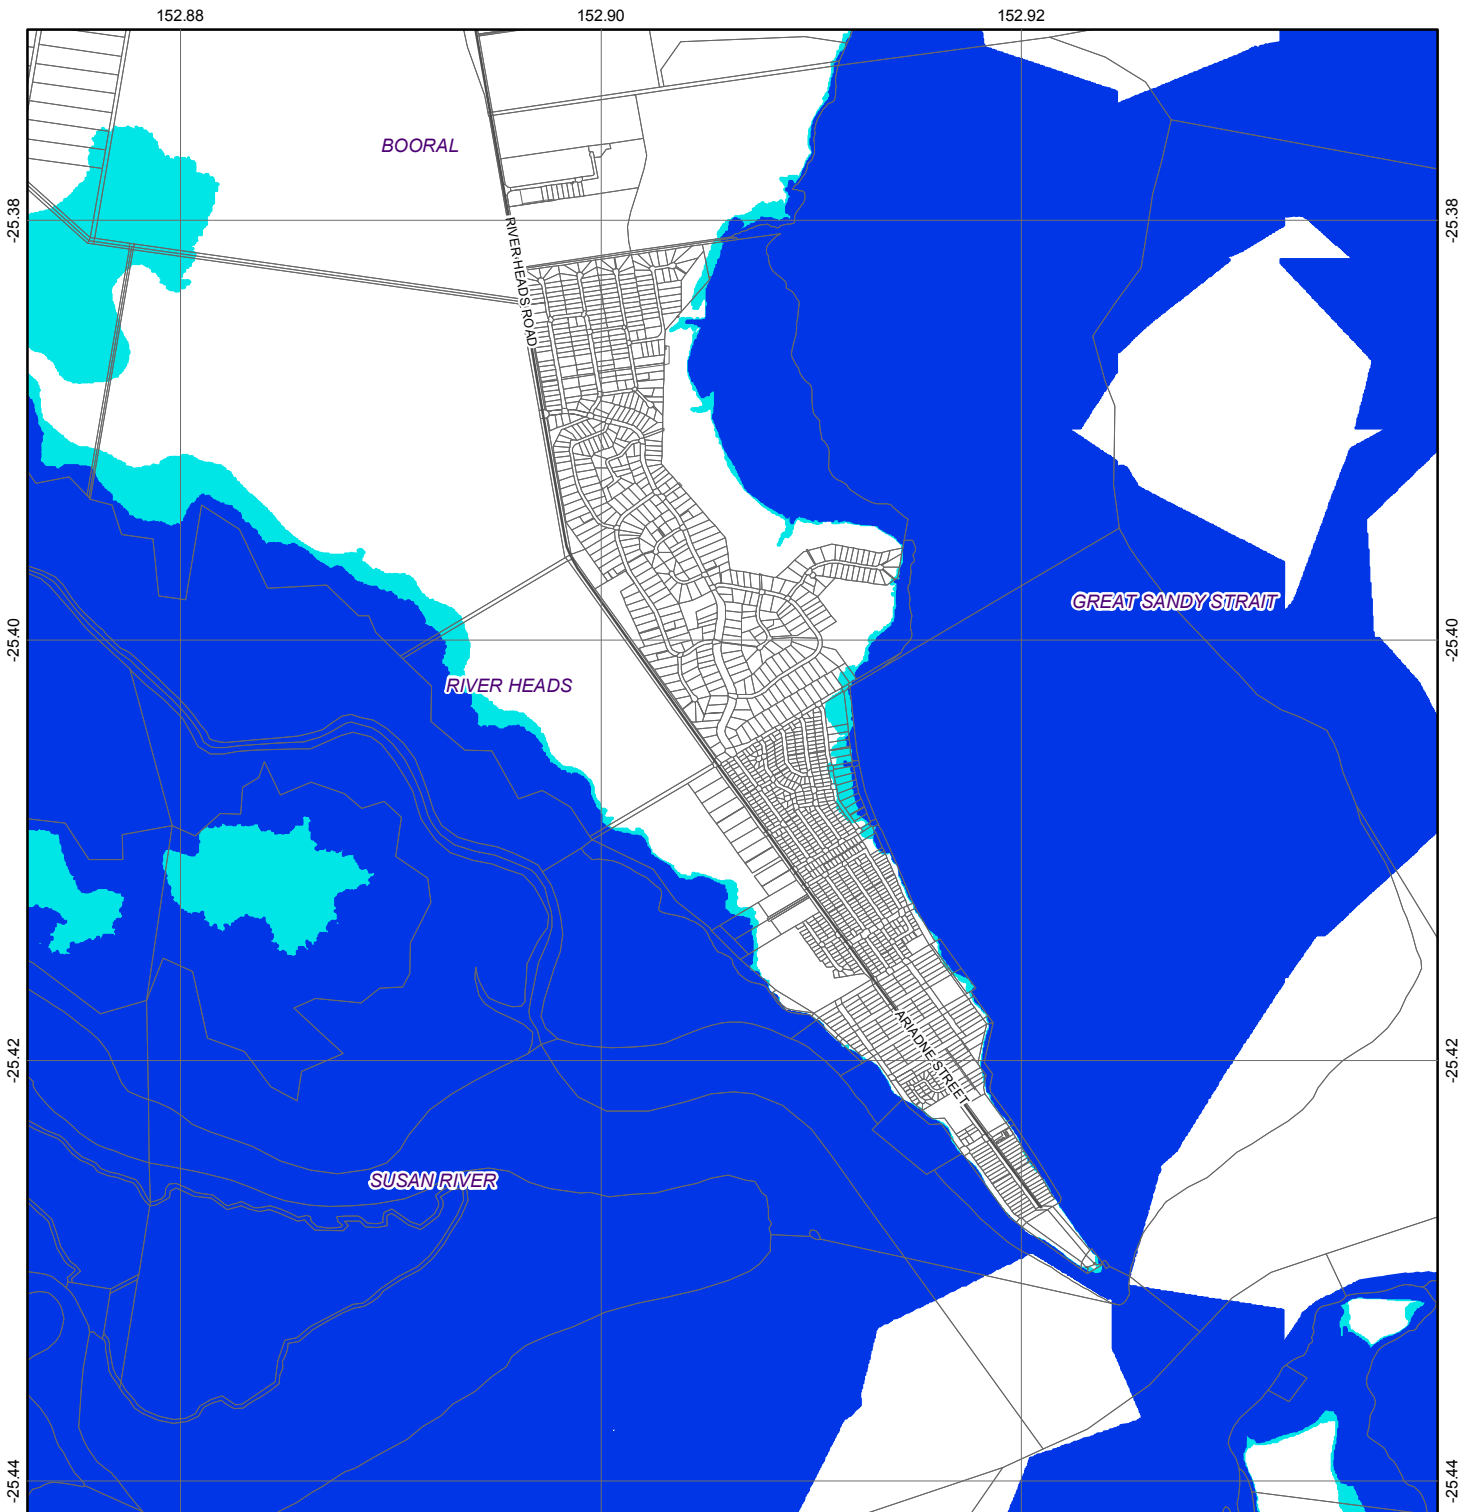 152.88
152.90
152.92
BOORAL
-25.38
-25.38
RIVER HEADS ROAD
GREAT SANDY STRAIT
-25.40
-25.40
RIVER HEADS
ARIADNE STREET
-25.42
-25.42
SUSAN RIVER
-25.44
-25.44